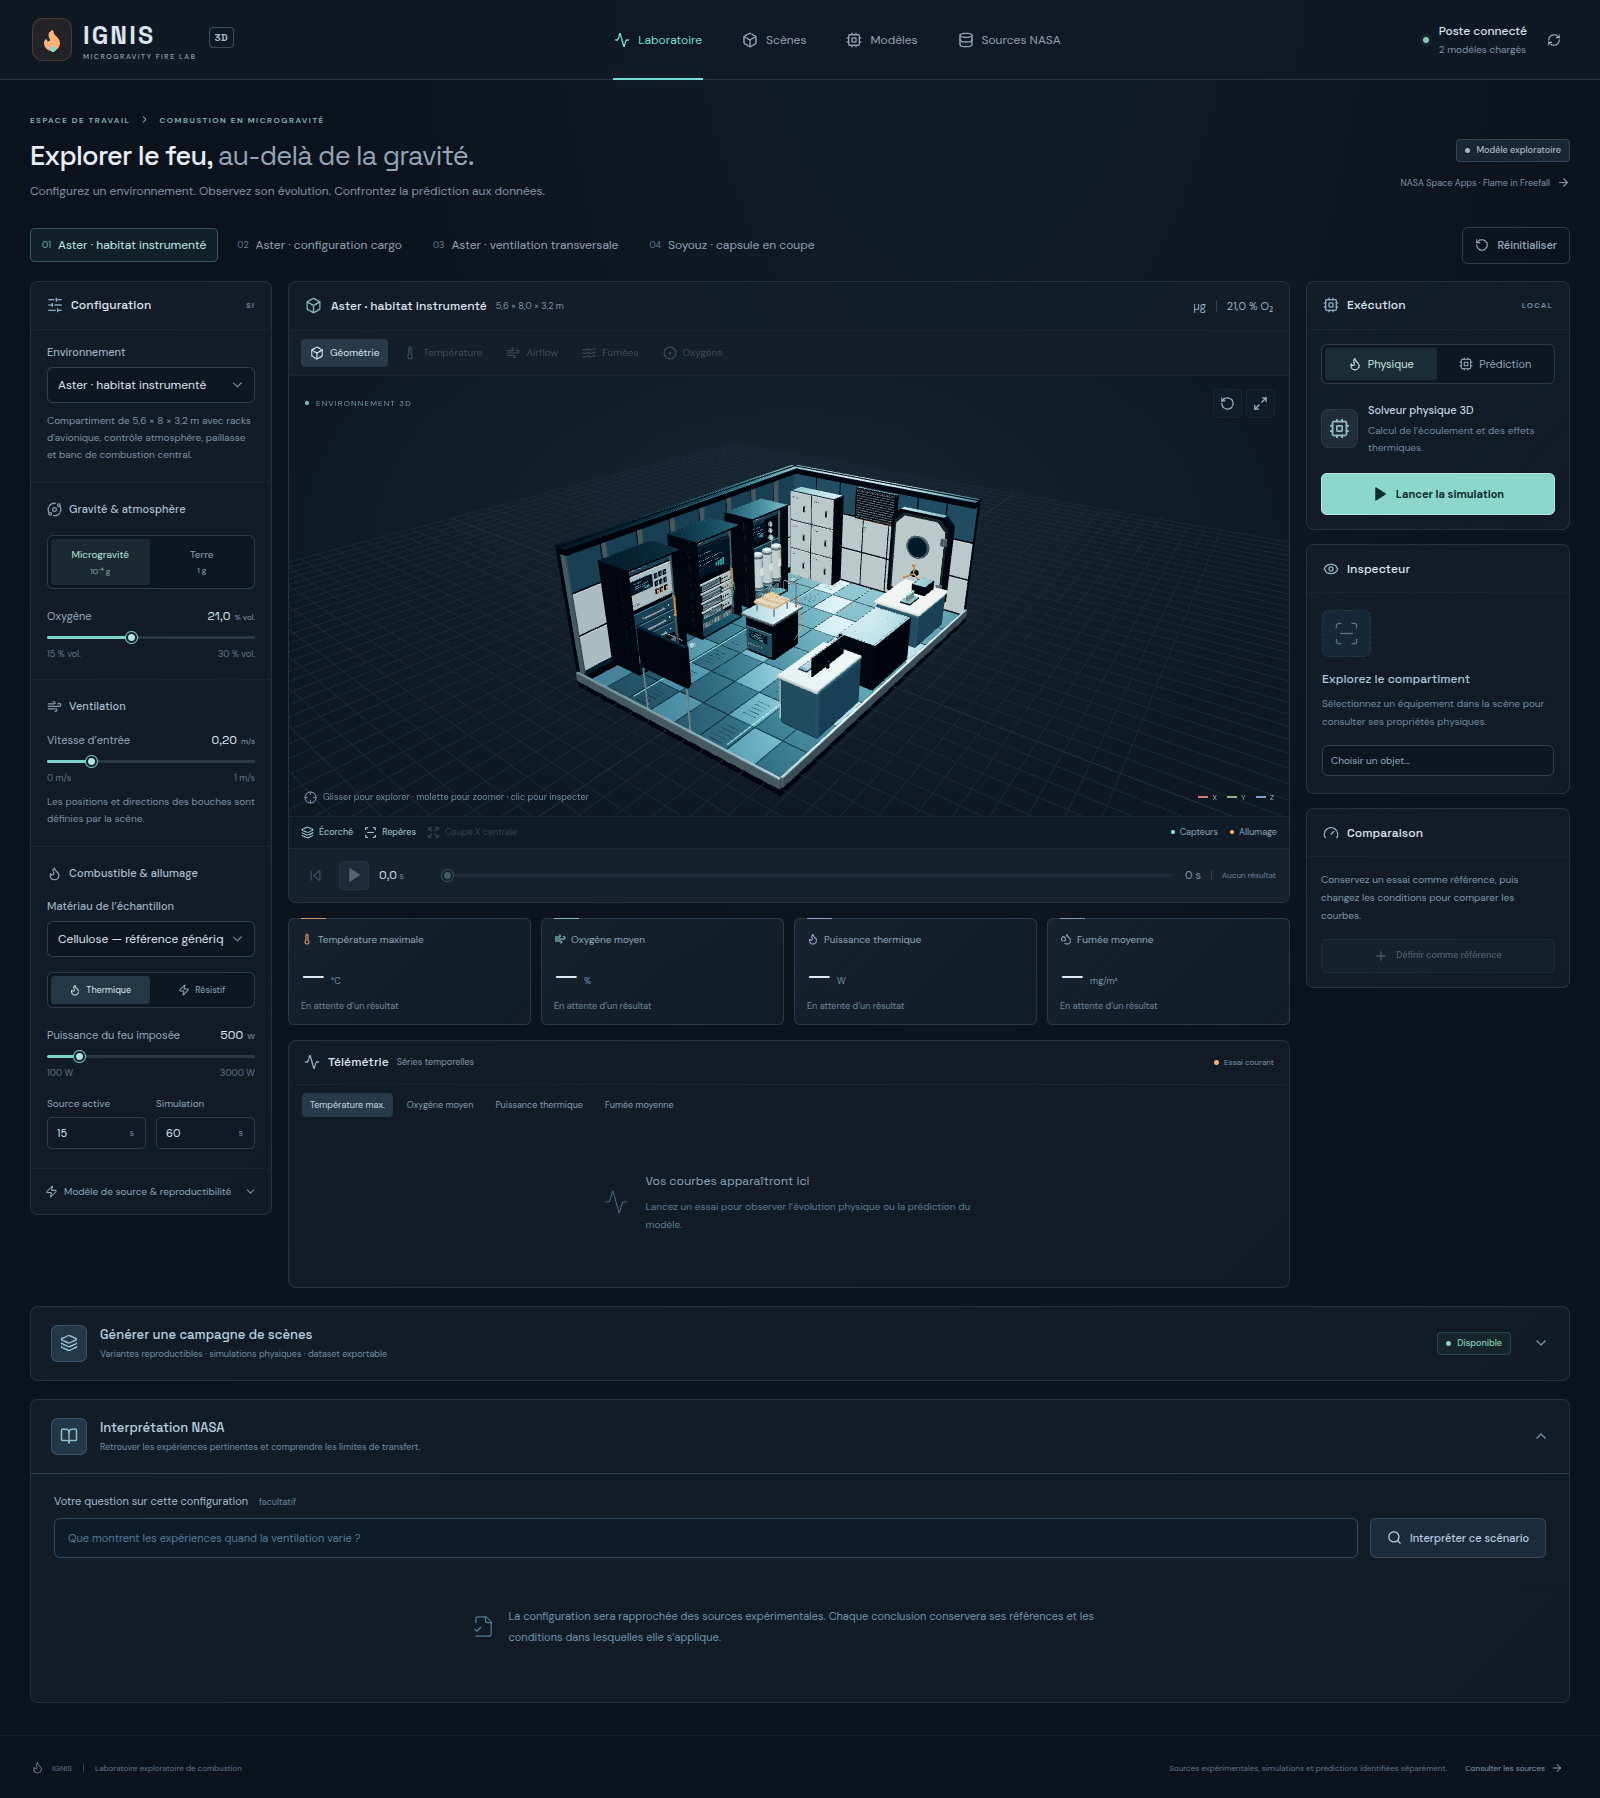 IGNIS
MICROGRAVITY FIRE LAB
3D
Laboratoire
Scènes
Modèles
Sources NASA
Poste connecté
2 modèles chargés
ESPACE DE TRAVAIL > COMBUSTION EN MICROGRAVITÉ
Explorer le feu, au-delà de la gravité.
Configurez un environnement. Observez son évolution. Confrontez la prédiction aux données.
Modèle exploratoire
NASA Space Apps · Flame in Freefall
01 Aster · habitat instrumenté
02 Aster · configuration cargo
03 Aster · ventilation transversale
04 Soyouz · capsule en coupe
Réinitialiser
Configuration
SI
Environnement
Aster · habitat instrumenté
Compartiment de 5,6 × 8 × 3,2 m avec racks
d'avionique, contrôle atmosphère, paillasse
et banc de combustion central.
Gravité & atmosphère
Microgravité
10⁻⁴ g
Terre
1 g
Oxygène
21,0 % vol.
15 % vol.
30 % vol.
Ventilation
Vitesse d'entrée
0,20 m/s
0 m/s
1 m/s
Les positions et directions des bouches sont
définies par la scène.
Combustible & allumage
Matériau de l'échantillon
Cellulose — référence génériq
Thermique
Résistif
Puissance du feu imposée
500 W
100 W
3000 W
Source active
Simulation
15 s
60 s
Modèle de source & reproductibilité
Aster · habitat instrumenté
5,6 × 8,0 × 3,2 m
µg
21,0 % O₂
Géométrie
Température
Airflow
Fumées
Oxygène
ENVIRONNEMENT 3D
Glisser pour explorer · molette pour zoomer · clic pour inspecter
X
Y
Z
Écorché
Repères
Coupe X centrale
Capteurs
Allumage
0,0 s
0 s
Aucun résultat
Température maximale
— °C
En attente d'un résultat
Oxygène moyen
— %
En attente d'un résultat
Puissance thermique
— W
En attente d'un résultat
Fumée moyenne
— mg/m³
En attente d'un résultat
Télémétrie
Séries temporelles
Essai courant
Température max.
Oxygène moyen
Puissance thermique
Fumée moyenne
Vos courbes apparaîtront ici
Lancez un essai pour observer l'évolution physique ou la prédiction du
modèle.
Exécution
LOCAL
Physique
Prédiction
Solveur physique 3D
Calcul de l'écoulement et des effets
thermiques.
Lancer la simulation
Inspecteur
Explorez le compartiment
Sélectionnez un équipement dans la scène pour
consulter ses propriétés physiques.
Choisir un objet…
Comparaison
Conservez un essai comme référence, puis
changez les conditions pour comparer les
courbes.
Définir comme référence
Générer une campagne de scènes
Variantes reproductibles · simulations physiques · dataset exportable
Disponible
Interprétation NASA
Retrouver les expériences pertinentes et comprendre les limites de transfert.
Votre question sur cette configuration
facultatif
Que montrent les expériences quand la ventilation varie ?
Interpréter ce scénario
La configuration sera rapprochée des sources expérimentales. Chaque conclusion conservera ses références et les
conditions dans lesquelles elle s'applique.
IGNIS
Laboratoire exploratoire de combustion
Sources expérimentales, simulations et prédictions identifiées séparément.
Consulter les sources